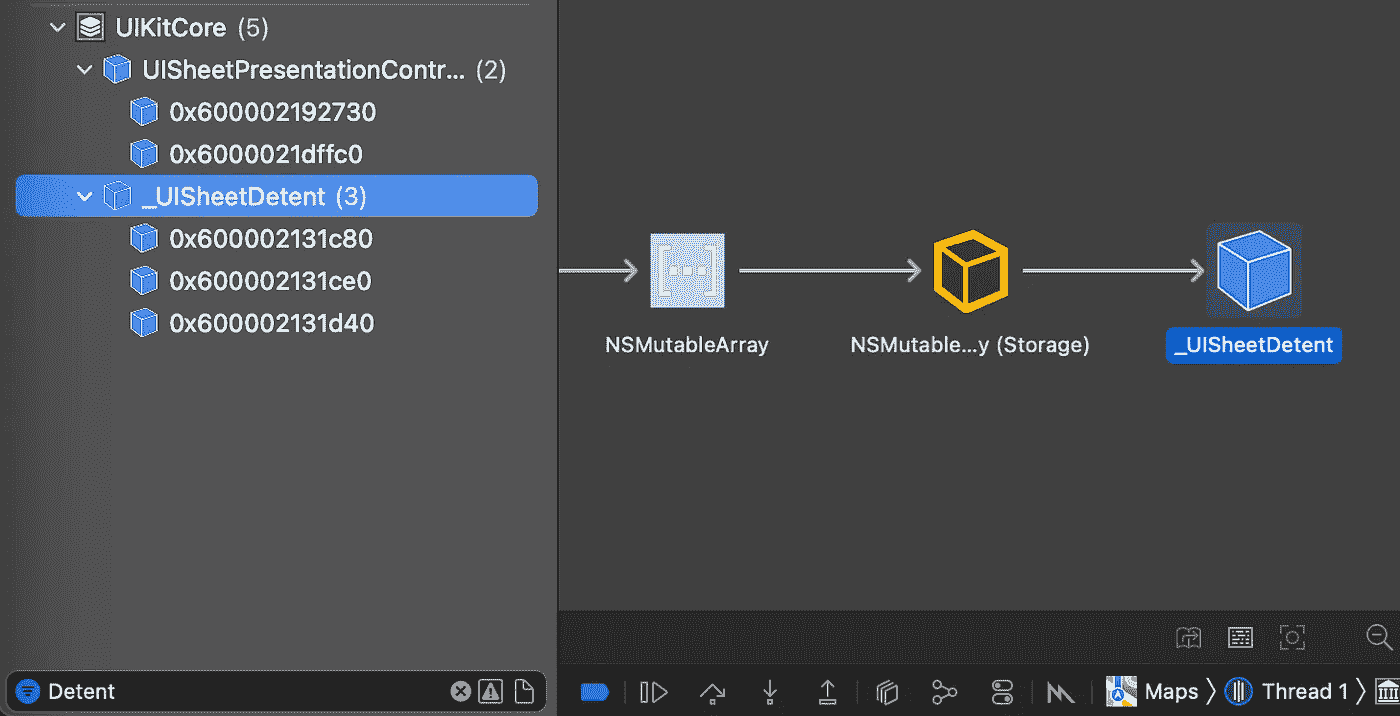 UIKitCore (5)
UISheetPresentationContr... (2)
0x600002192730
0x6000021dffc0
_UISheetDetent (3)
0x600002131c80
0x600002131ce0
0x600002131d40
NSMutableArray
NSMutable...y (Storage)
_UISheetDetent
Detent
Maps
Thread 1